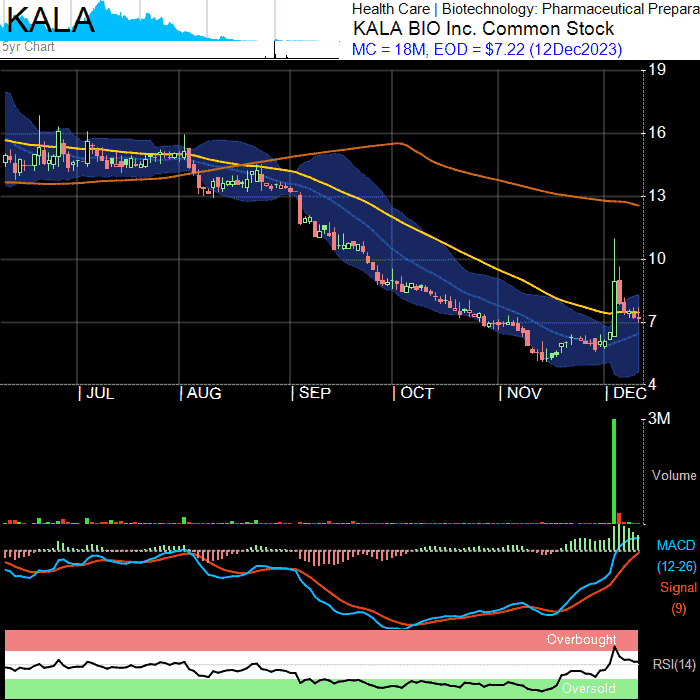 KALA
5yr Chart
Health Care | Biotechnology: Pharmaceutical Prepara
KALA BIO Inc. Common Stock
MC = 18M, EOD = $7.22 (12Dec2023)
19
16
13
10
7
4
JUL AUG SEP OCT NOV DEC
3M
Volume
MACD
(12-26)
Signal
(9)
Overbought
RSI(14)
Oversold